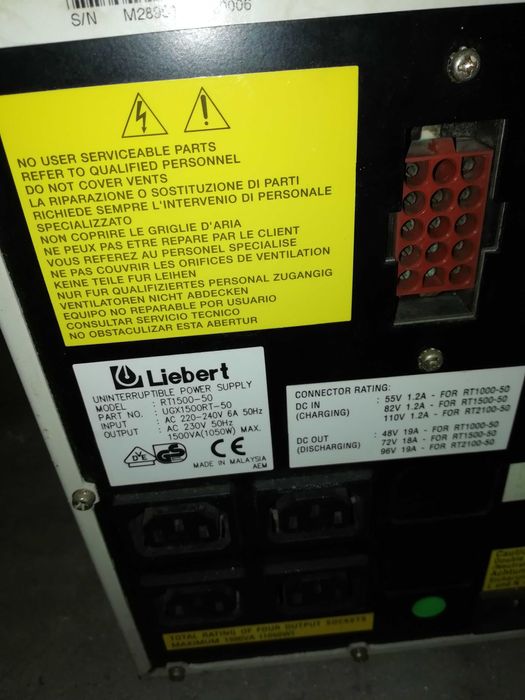 S/N M28
0006
NO USER SERVICEABLE PARTS
REFER TO QUALIFIED PERSONNEL
DO NOT COVER VENTS
LA RIPARAZIONE O SOSTITUZIONE DI PARTI
RICHIEDE SEMPRE L'INTERVENIO DI PERSONALE
SPECIALIZZATO
NON COPRIRE LE GRIGLIE D'ARIA
NE PEUX PAS ETRE REPARE PAR LE CLIENT
VOUS REFEREZ AU PERSONEL SPECIALISE
NE PAS COUVRIR LES ORIFICES DE VENTILATION
KEINE TEILE FUR LEIHEN
NUR FUR QUALIFIZIERTES PERSONAL ZUGANGIG
VENTILATOREN NICHT ABDECKEN
EQUIPO NO REPARABLE POR USUARIO
CONSULTAR SERVICIO TECNICO
NO OBSTACULIZAR ESTA ABERTUR
Liebert
UNINTERRUPTIBLE POWER SUPPLY
MODEL : RT1500-50
PART NO. : UGX1500RT-50
INPUT : AC 220-240V 6A 50Hz
OUTPUT : AC 230V 50Hz
1500VA(1050W) MAX.
MADE IN MALAYSIA
AEM
CONNECTOR RATING:
DC IN : 55V 1.2A - FOR RT1000-50
(CHARGING) 82V 1.2A - FOR RT1500-50
110V 1.2A - FOR RT2100-50
DC OUT : 48V 19A - FOR RT1000-50
(DISCHARGING) 72V 18A - FOR RT1500-50
96V 19A - FOR RT2100-50
TOTAL RATING OF FOUR OUTPUT SOCKETS
MAXIMUM 1500VA (1050W)